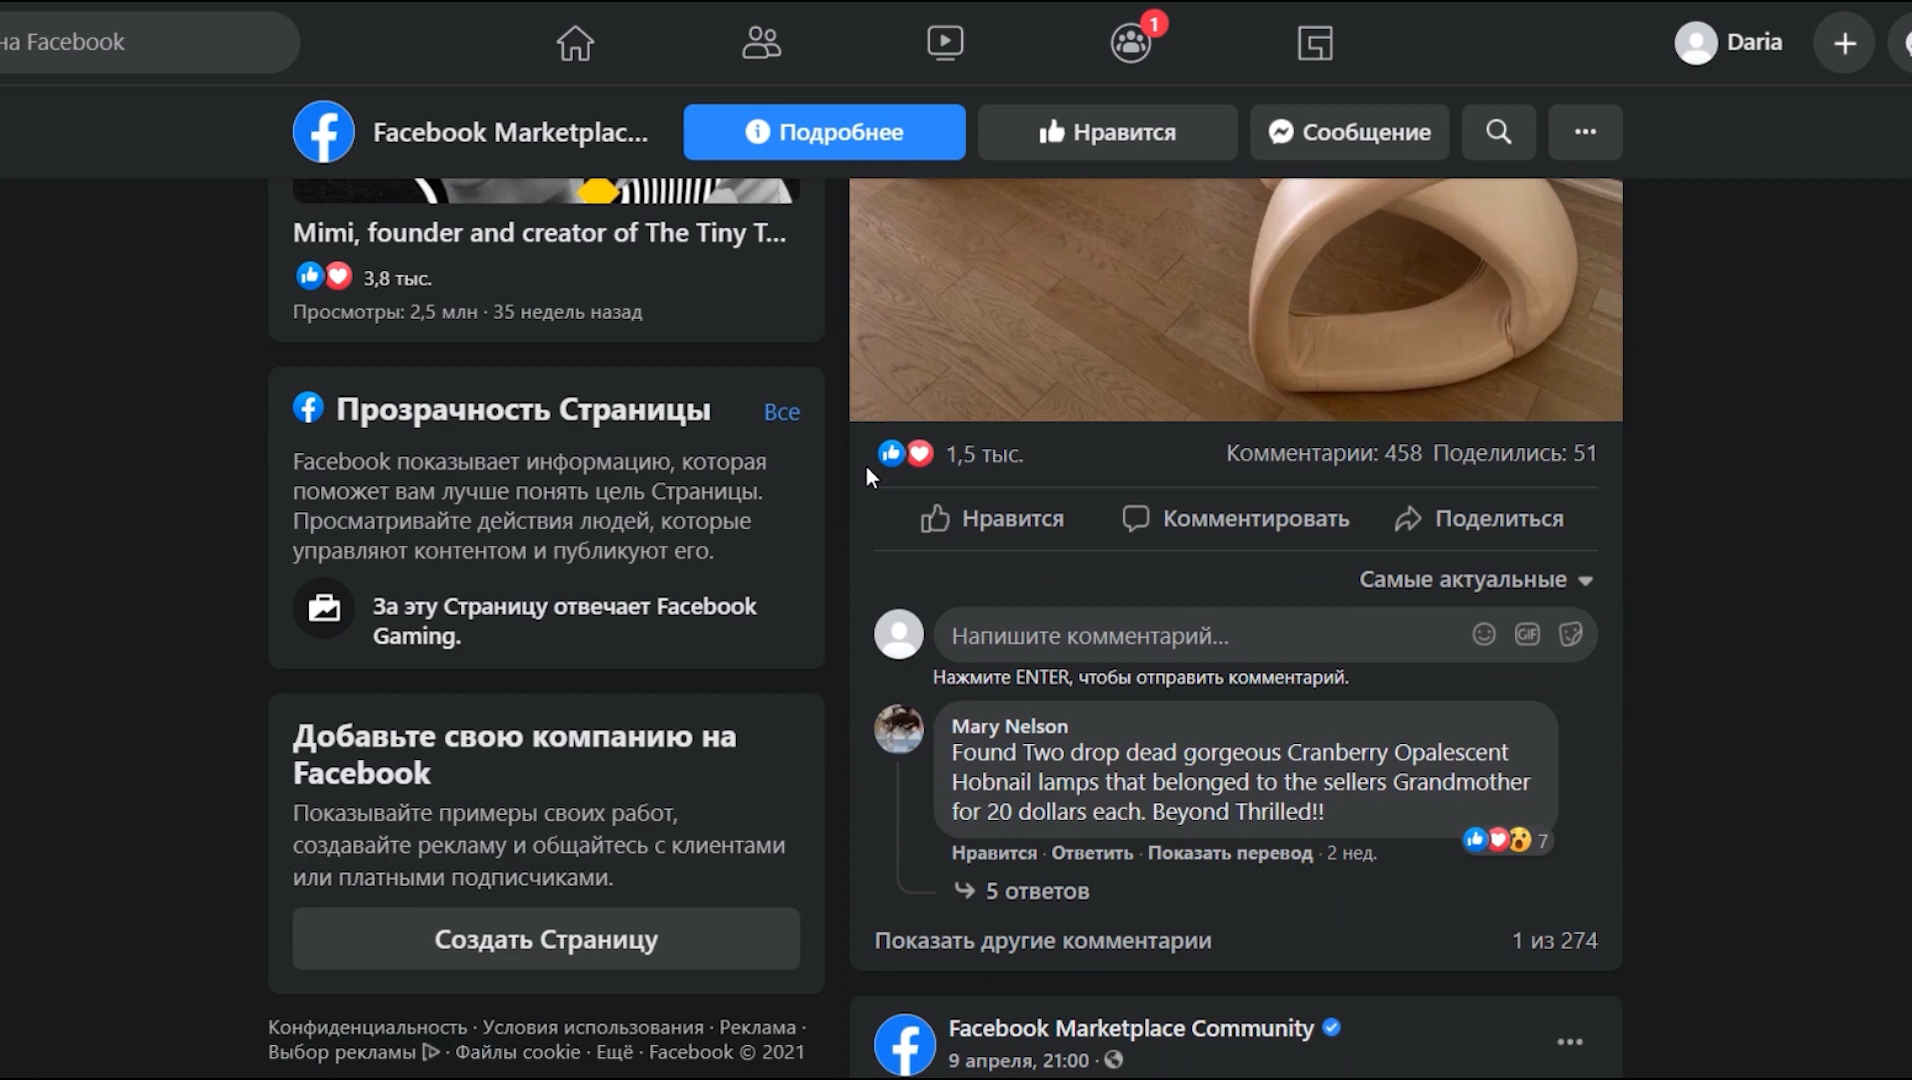 на Facebook
1
Daria
Facebook Marketplac...
Подробнее
Нравится
Сообщение
Mimi, founder and creator of The Tiny T...
3,8 тыс.
Просмотры: 2,5 млн · 35 недель назад
Прозрачность Страницы
Все
Facebook показывает информацию, которая
поможет вам лучше понять цель Страницы.
Просматривайте действия людей, которые
управляют контентом и публикуют его.
За эту Страницу отвечает Facebook
Gaming.
Добавьте свою компанию на
Facebook
Показывайте примеры своих работ,
создавайте рекламу и общайтесь с клиентами
или платными подписчиками.
Создать Страницу
Конфиденциальность · Условия использования · Реклама ·
Выбор рекламы · Файлы cookie · Ещё · Facebook © 2021
1,5 тыс.
Комментарии: 458 Поделились: 51
Нравится
Комментировать
Поделиться
Самые актуальные
Напишите комментарий...
GIF
Нажмите ENTER, чтобы отправить комментарий.
Mary Nelson
Found Two drop dead gorgeous Cranberry Opalescent
Hobnail lamps that belonged to the sellers Grandmother
for 20 dollars each. Beyond Thrilled!!
7
Нравится · Ответить · Показать перевод · 2 нед.
5 ответов
Показать другие комментарии
1 из 274
Facebook Marketplace Community
9 апреля, 21:00 ·